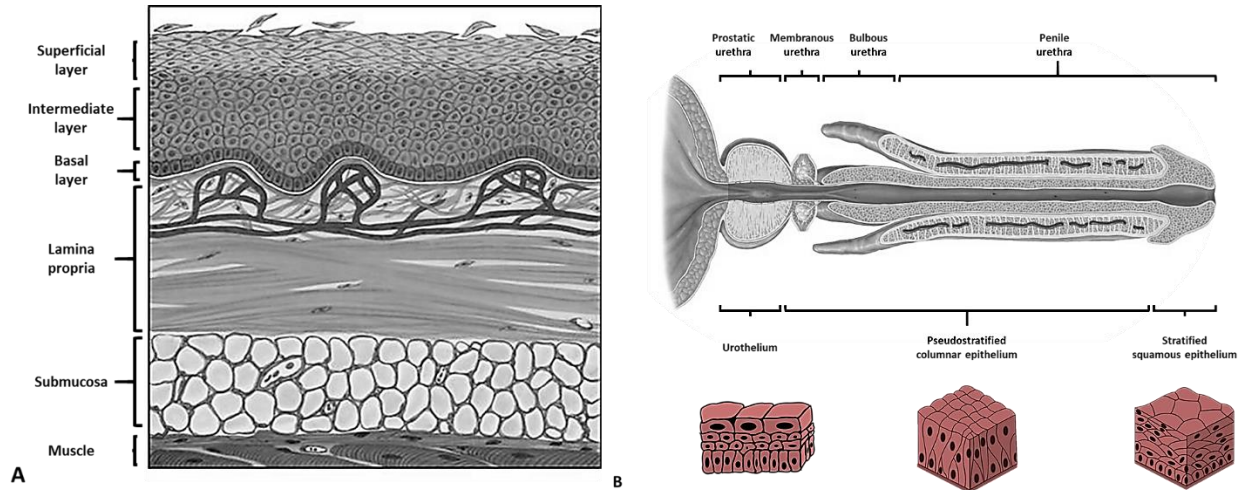 Superficial
layer
Intermediate
layer
Basal
layer
Lamina
propria
Submucosa
Muscle
A
Prostatic
urethra
Membranous
urethra
Bulbous
urethra
Penile
urethra
Urothelium
Pseudostratified
columnar epithelium
Stratified
squamous epithelium
B